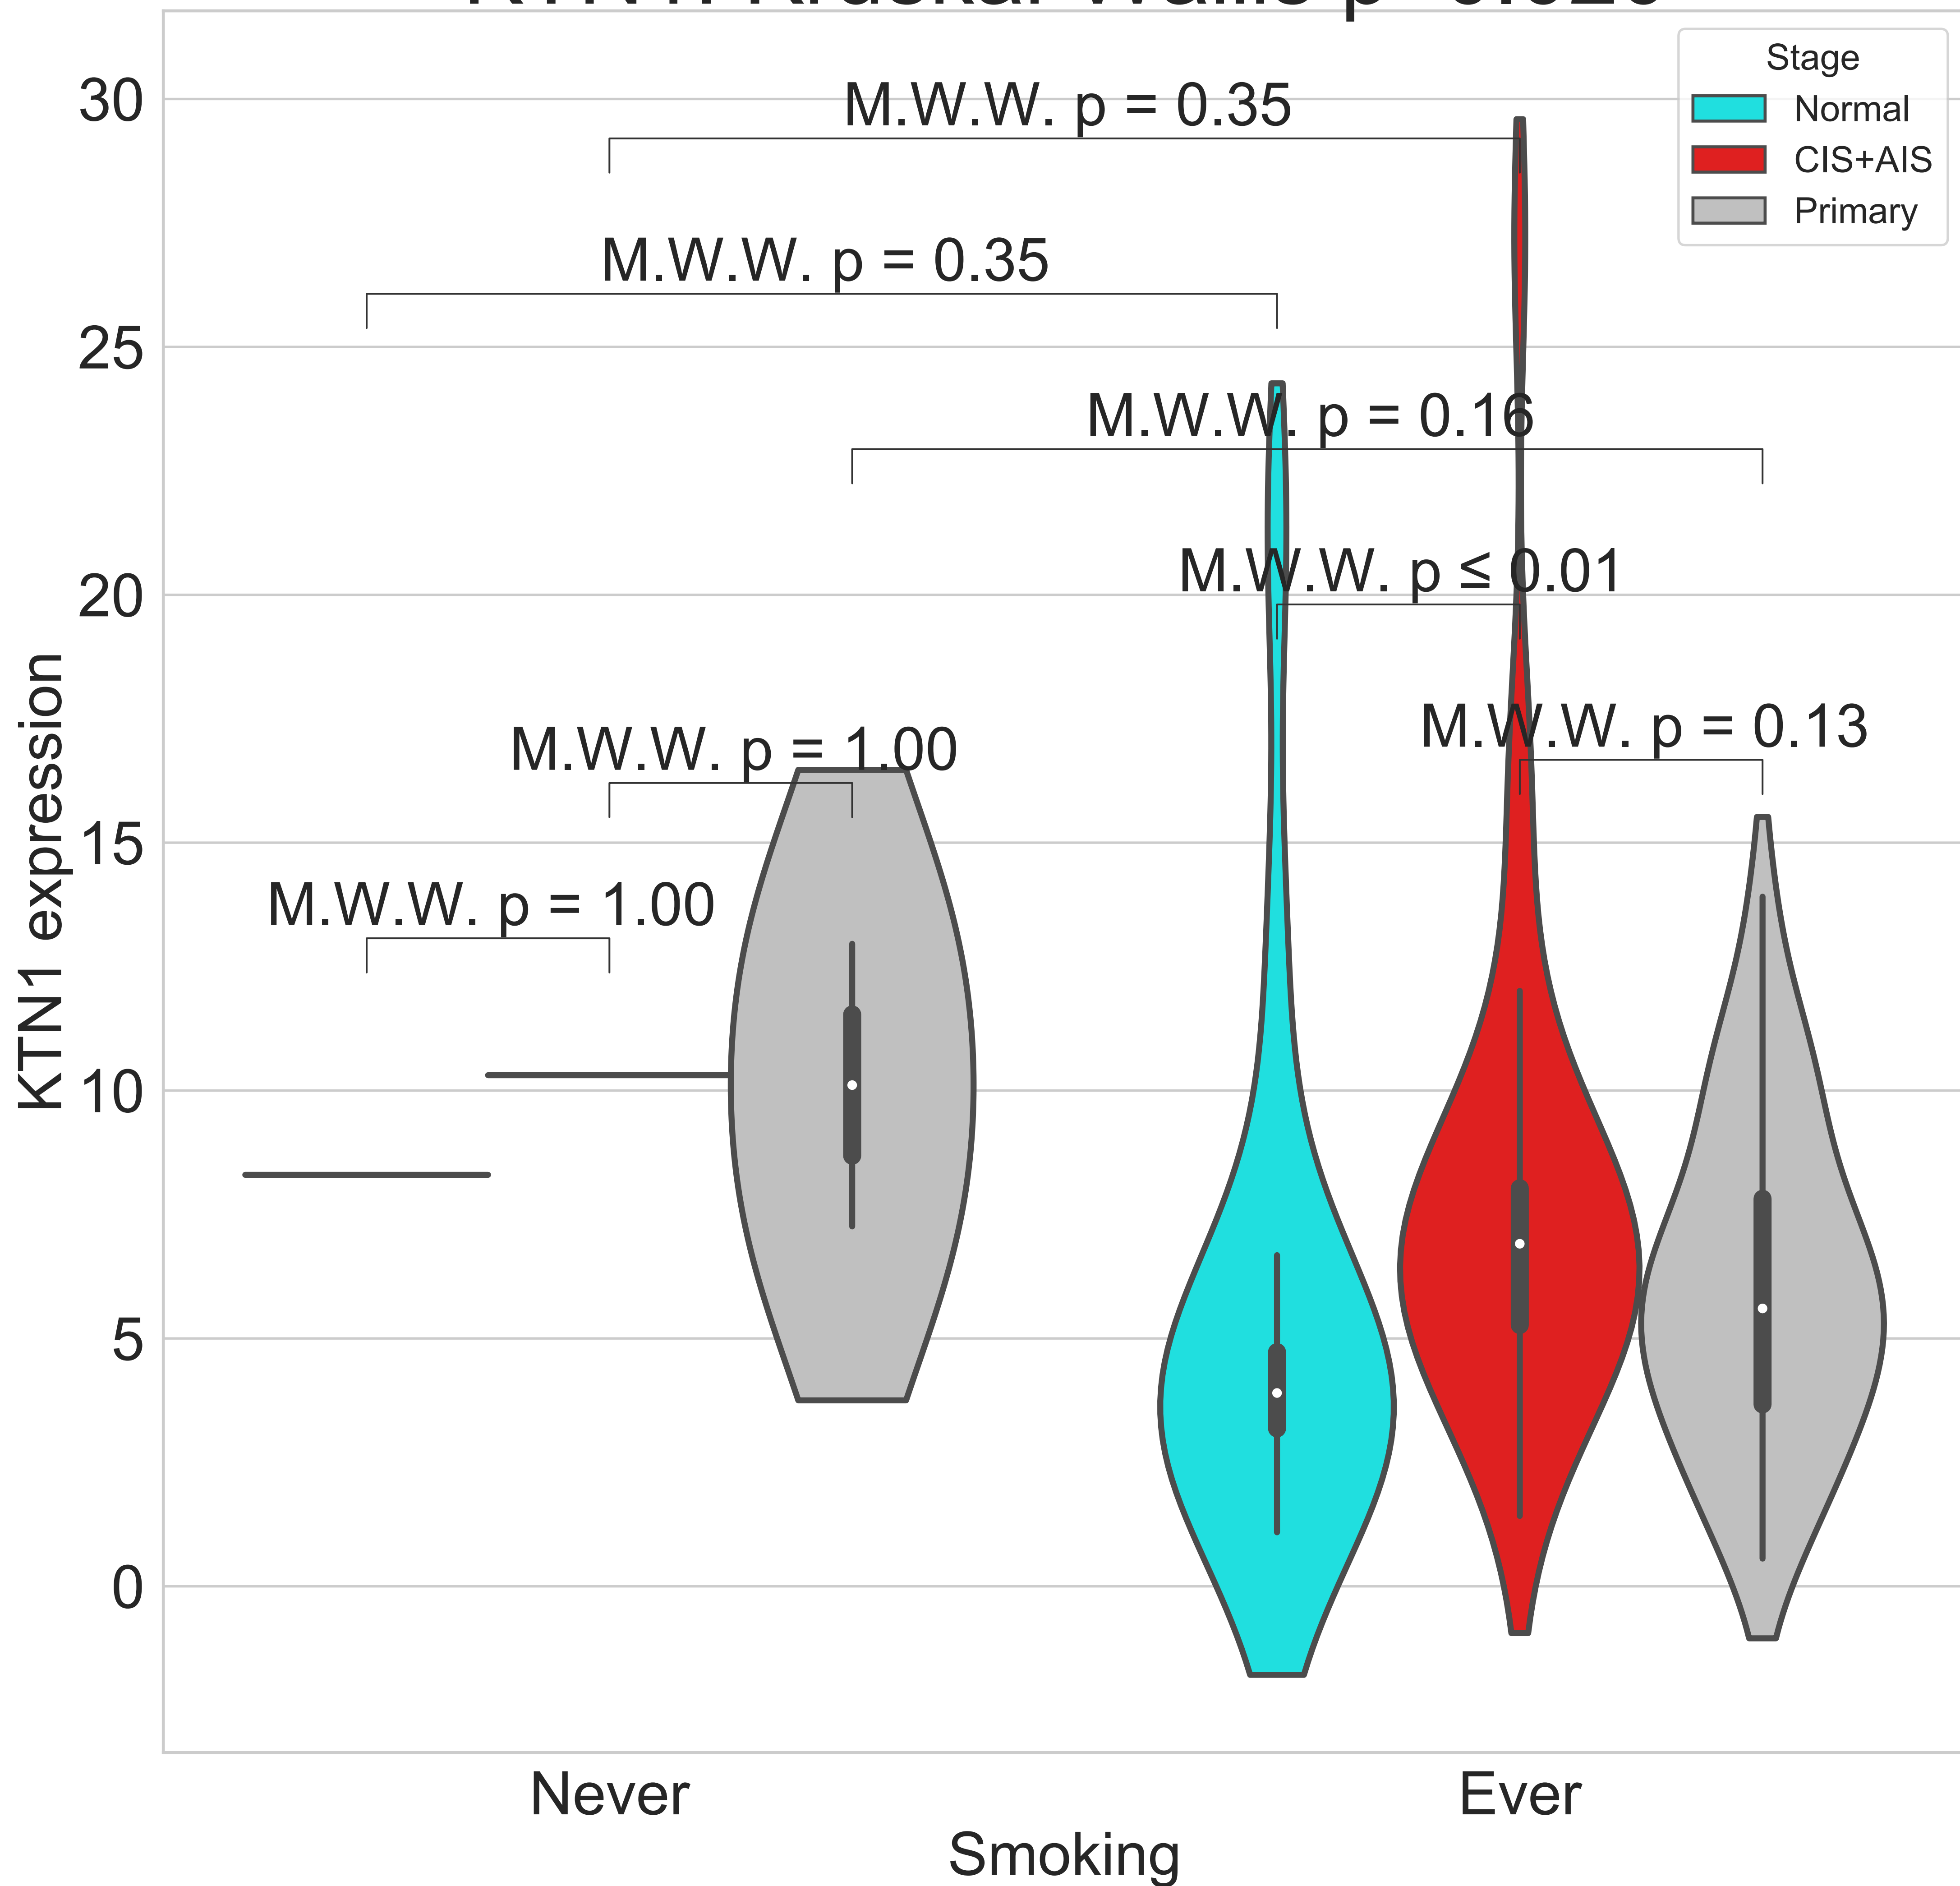 Stage
Normal
CIS+AIS
Primary
M.W.W. p = 0.35
M.W.W. p = 0.35
M.W.W. p = 0.16
M.W.W. p ≤ 0.01
M.W.W. p = 0.13
M.W.W. p = 1.00
M.W.W. p = 1.00
30
25
20
15
10
5
0
KTN1 expression
Never
Ever
Smoking